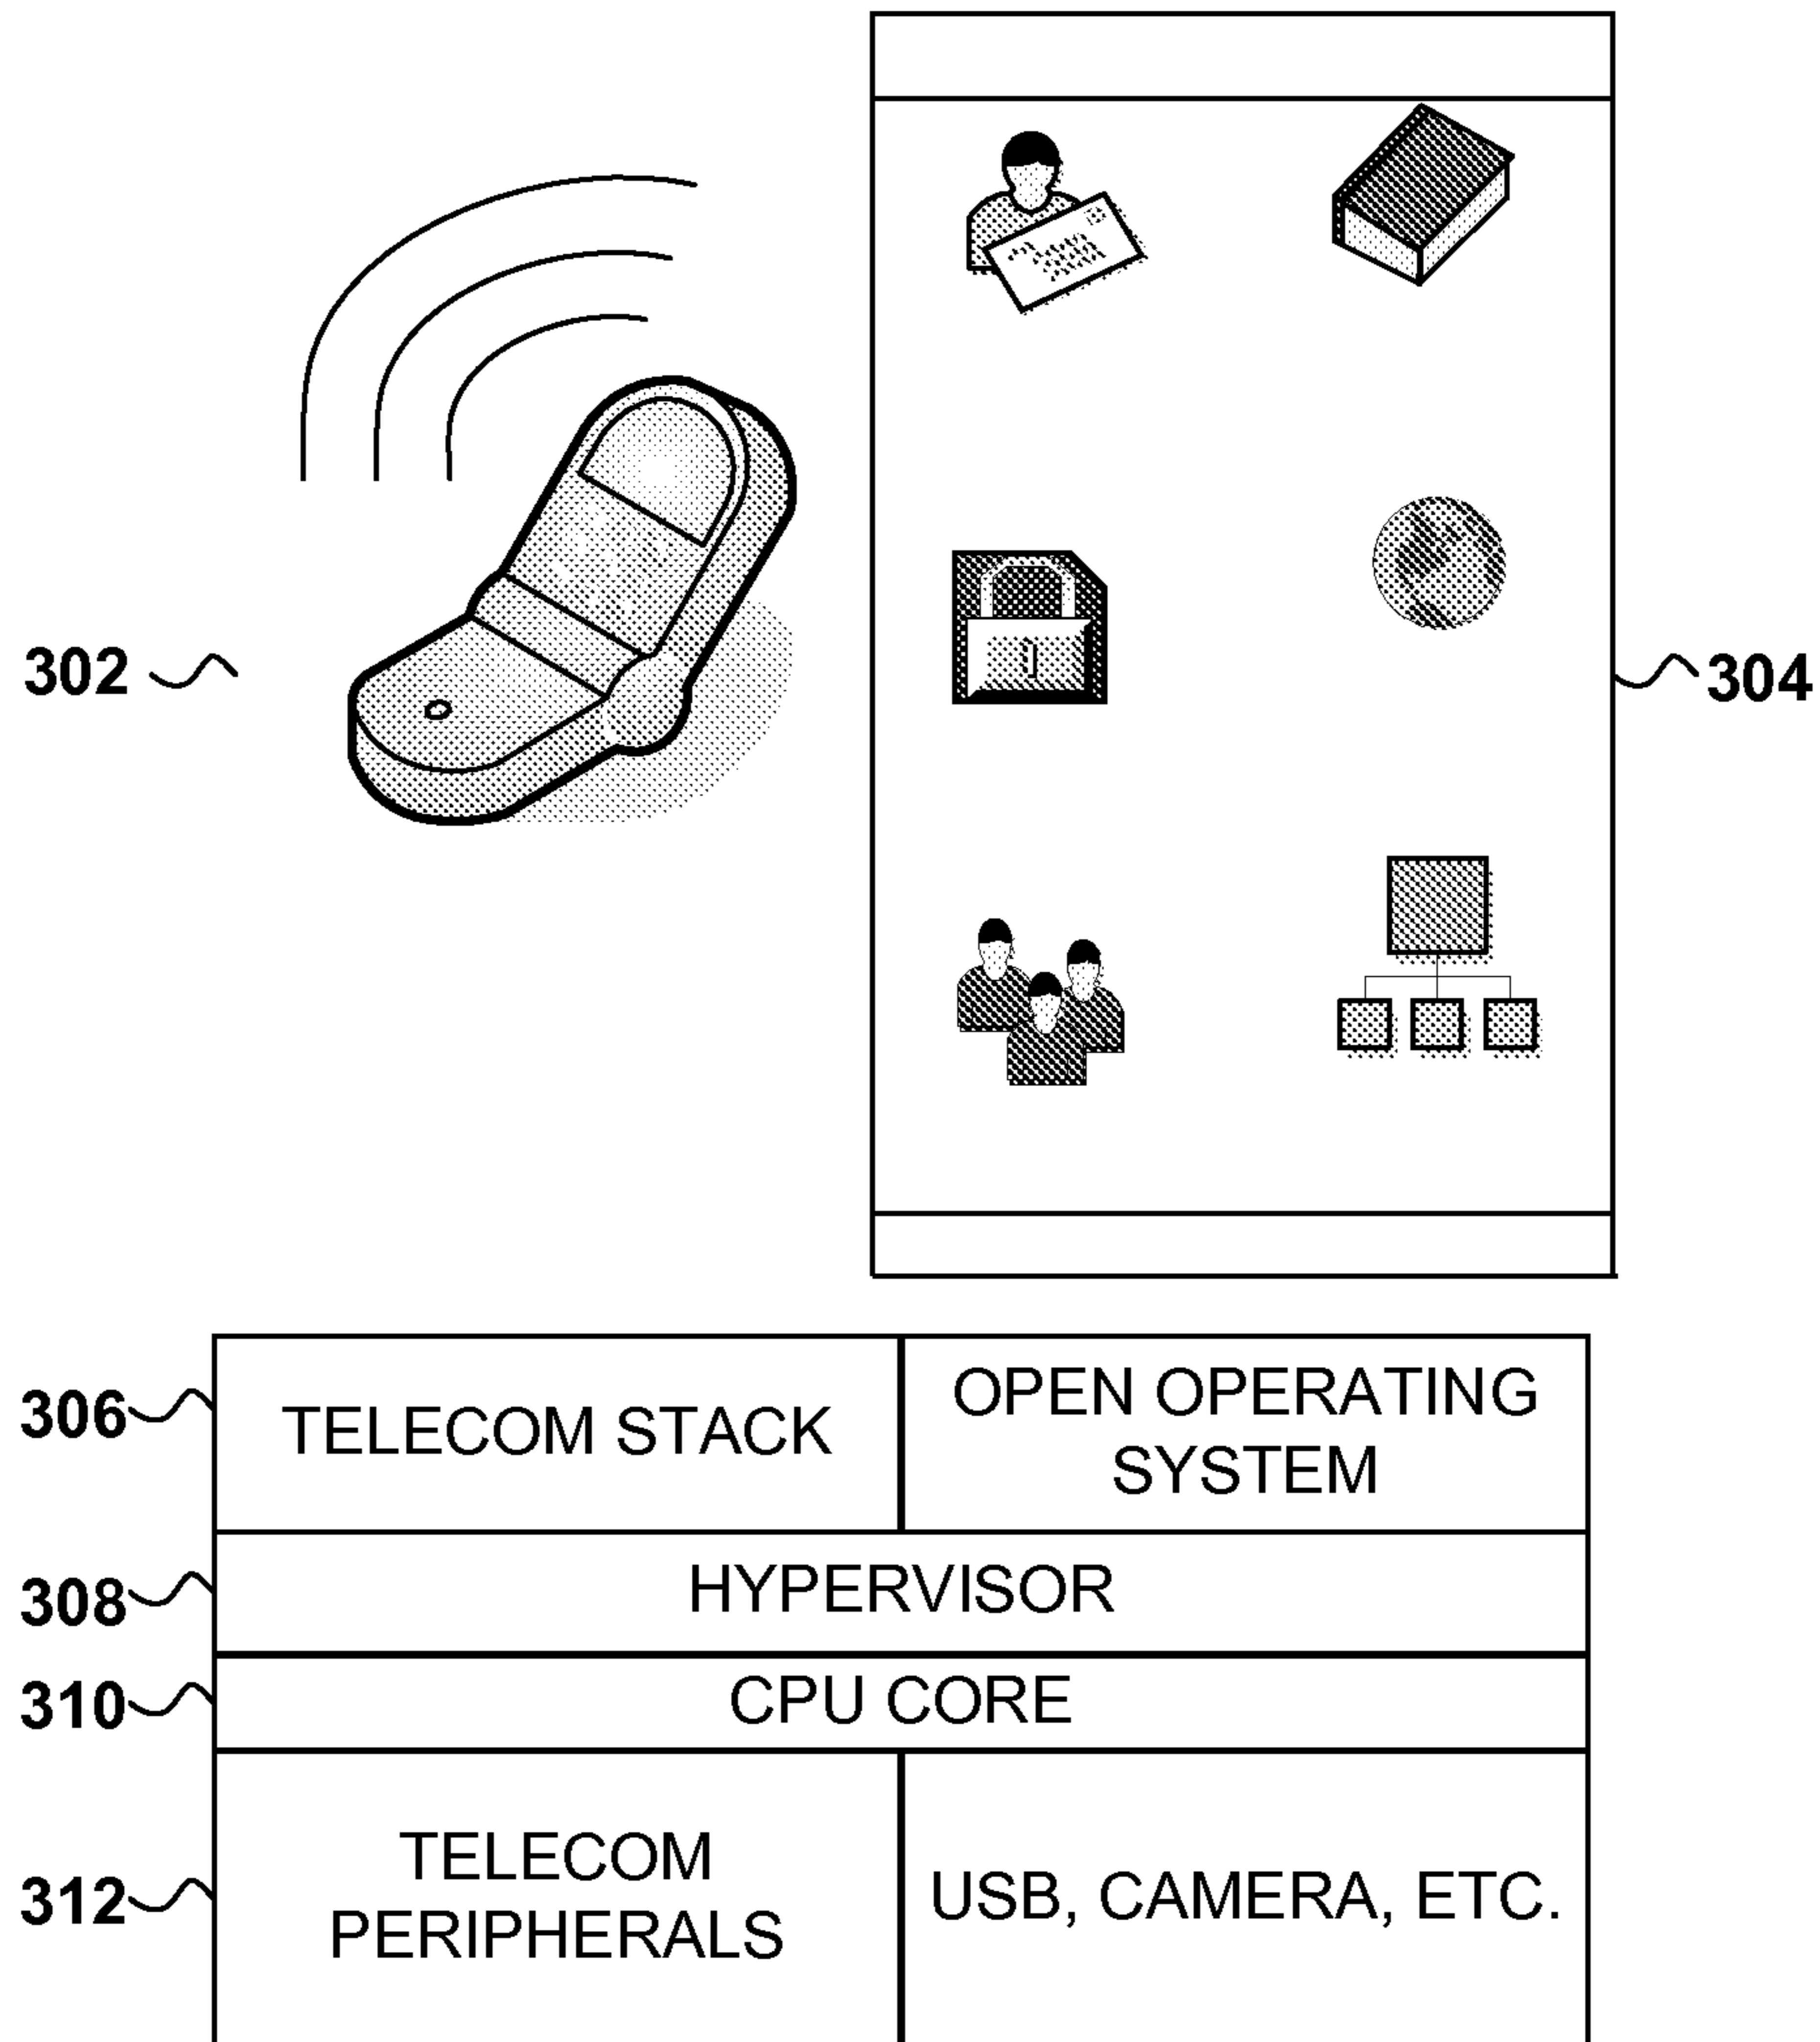 302
304
306
TELECOM STACK
OPEN OPERATING
SYSTEM
308
HYPERVISOR
310
CPU CORE
312
TELECOM
PERIPHERALS
USB, CAMERA, ETC.